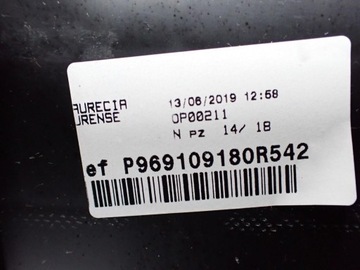 AURECIA 13/06/2019 12:58
URENSE OP00211
N pz 14/ 18
ef P969109180R542